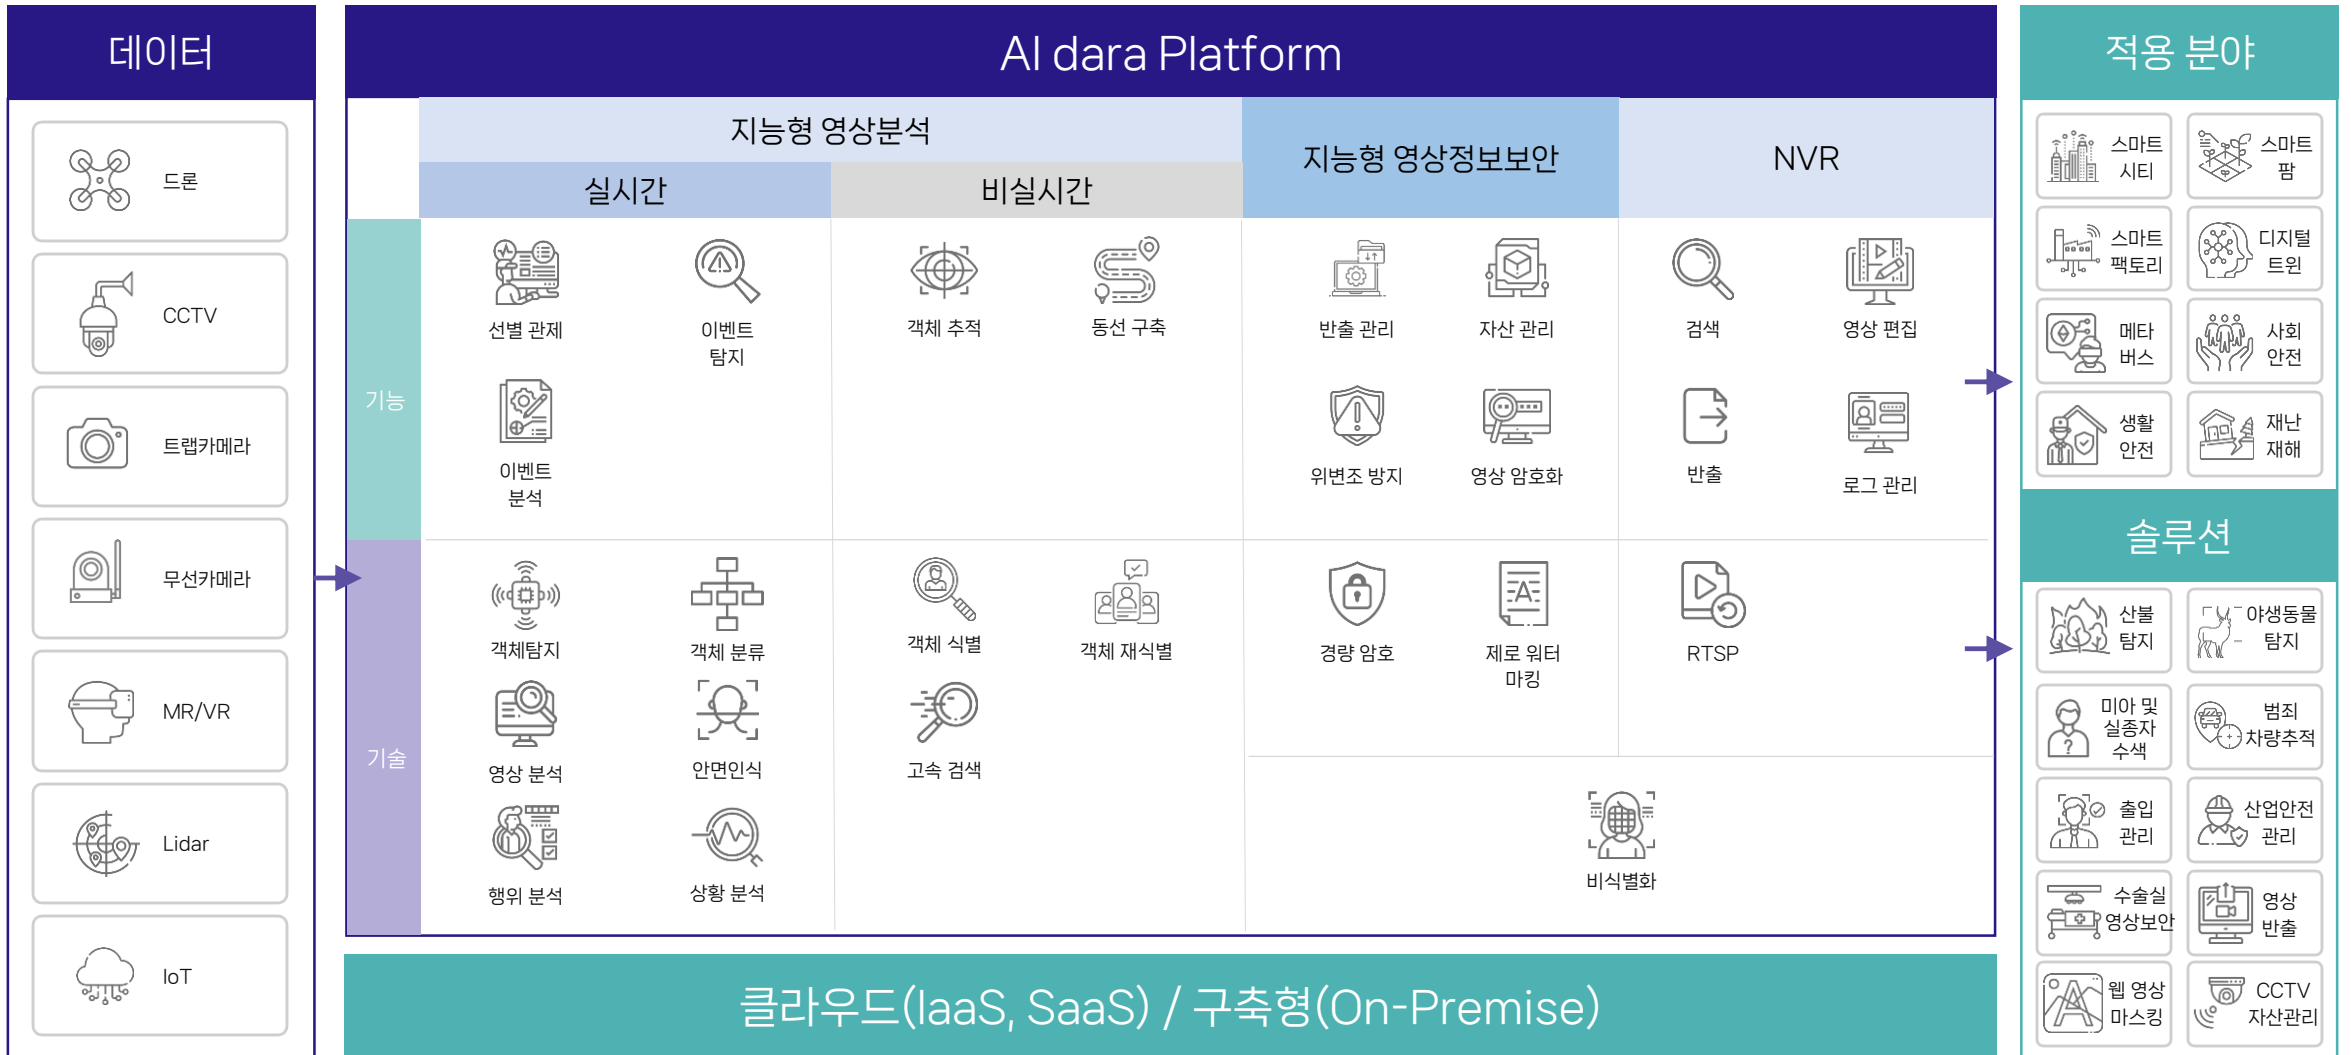 데이터
드론
CCTV
트랩카메라
무선카메라
MR/VR
Lidar
IoT
AI dara Platform
지능형 영상분석
지능형 영상정보보안
NVR
실시간
비실시간
기능
선별 관제
이벤트
탐지
객체 추적
동선 구축
반출 관리
자산 관리
검색
영상 편집
이벤트
분석
위변조 방지
영상 암호화
반출
로그 관리
기술
객체탐지
객체 분류
객체 식별
객체 재식별
경량 암호
제로 워터
마킹
RTSP
영상 분석
안면인식
고속 검색
행위 분석
상황 분석
비식별화
클라우드(IaaS, SaaS) / 구축형(On-Premise)
적용 분야
스마트
시티
스마트
팜
스마트
팩토리
디지털
트윈
메타
버스
사회
안전
생활
안전
재난
재해
솔루션
산불
탐지
야생동물
탐지
미아 및
실종자
수색
범죄
차량추적
출입
관리
산업안전
관리
수술실
영상보안
영상
반출
웹 영상
마스킹
CCTV
자산관리